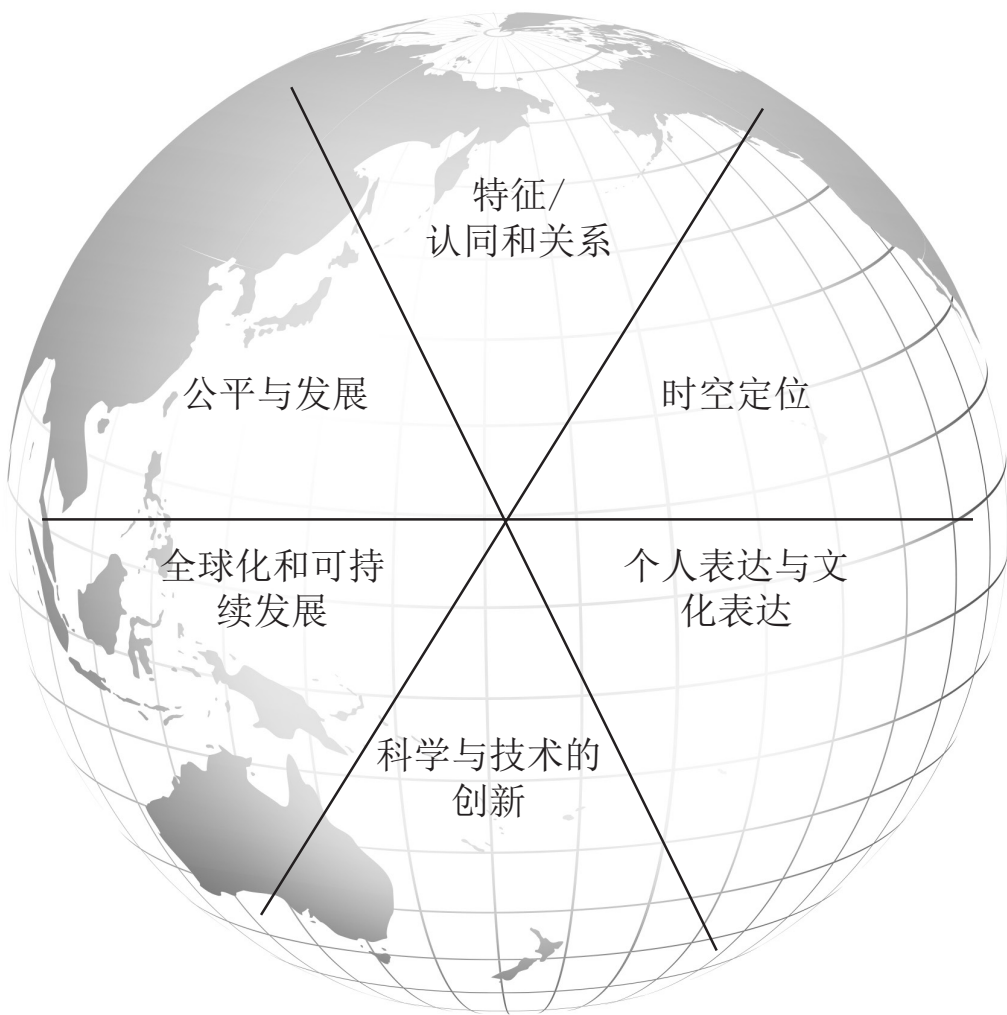 特征/
认同和关系
公平与发展
时空定位
全球化和可持
续发展
个人表达与文
化表达
科学与技术的
创新